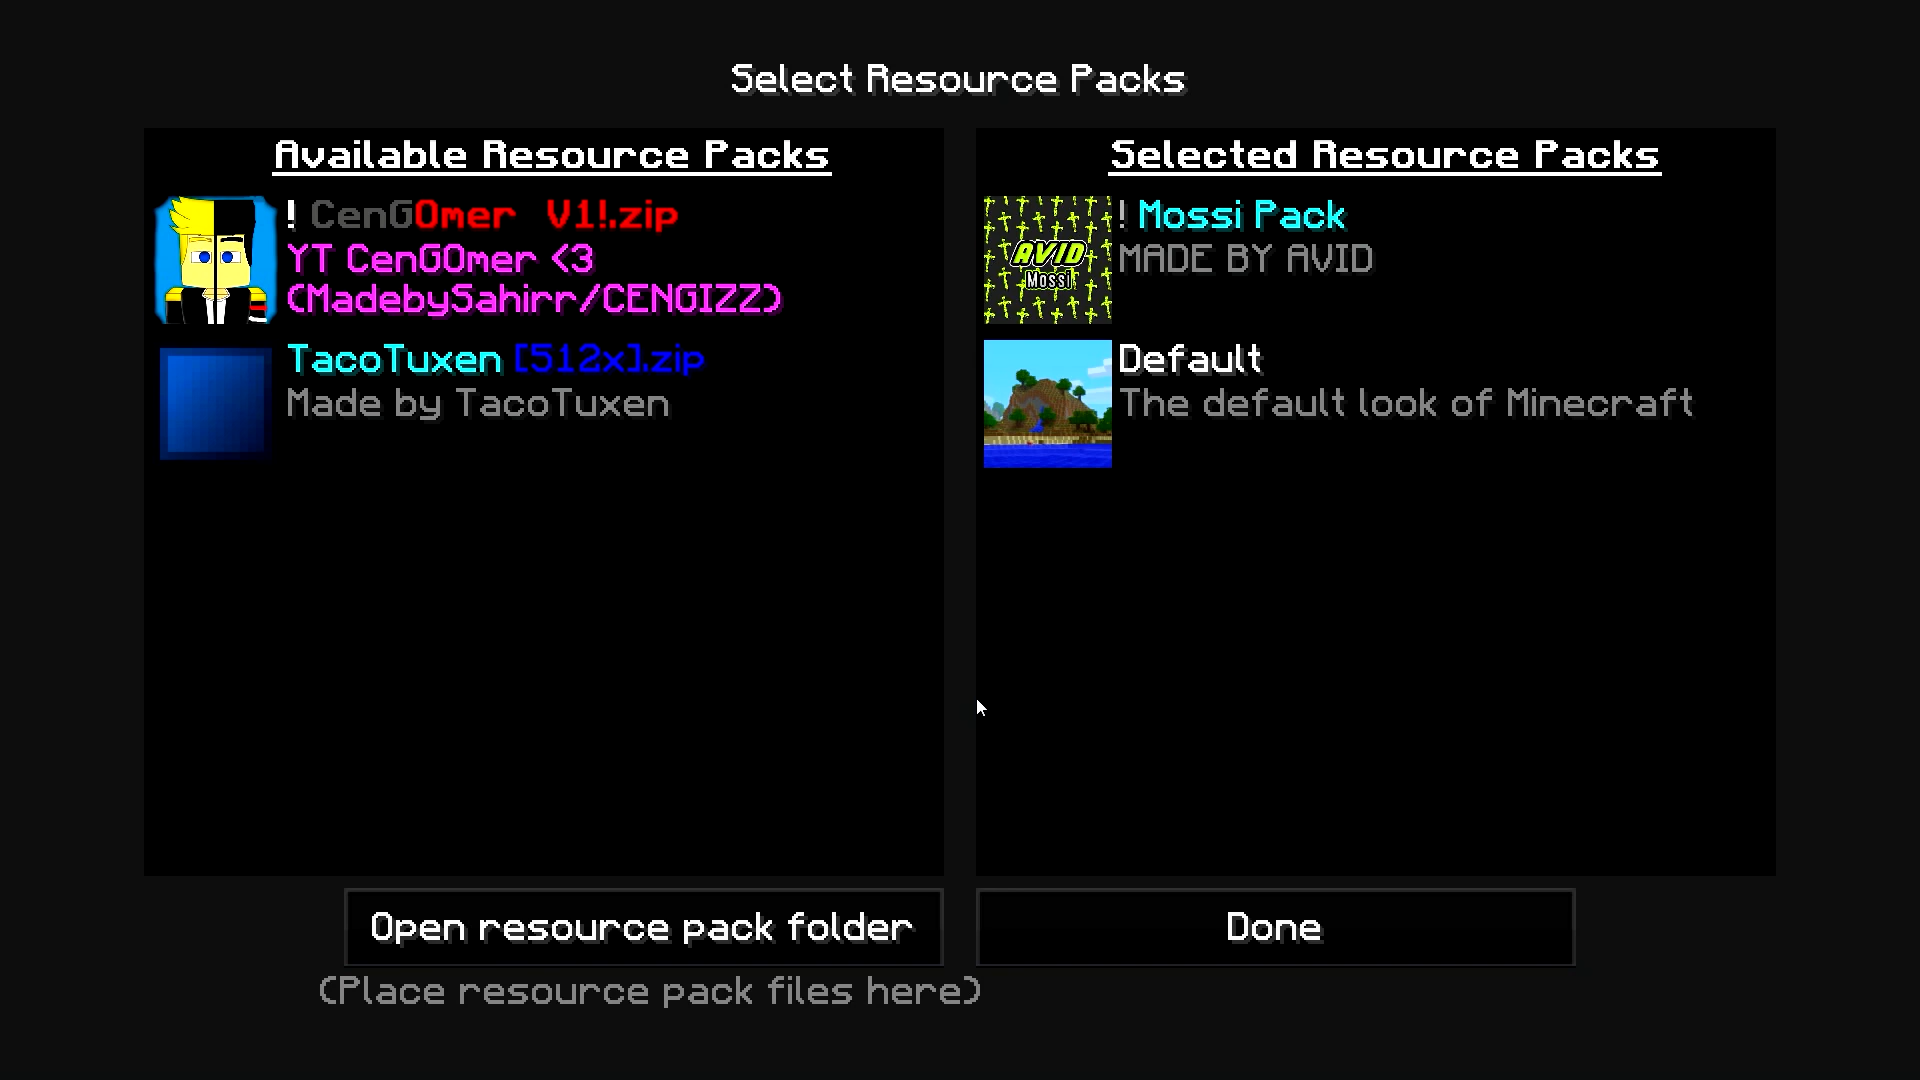 Select Resource Packs
Available Resource Packs
! CenGOmer V1!.zip
YT CenGOmer <3
(MadebySahirr/CENGIZZ)
TacoTuxen [512x].zip
Made by TacoTuxen
Selected Resource Packs
AVID
Mossi
! Mossi Pack
MADE BY AVID
Default
The default look of Minecraft
Open resource pack folder
Done
(Place resource pack files here)